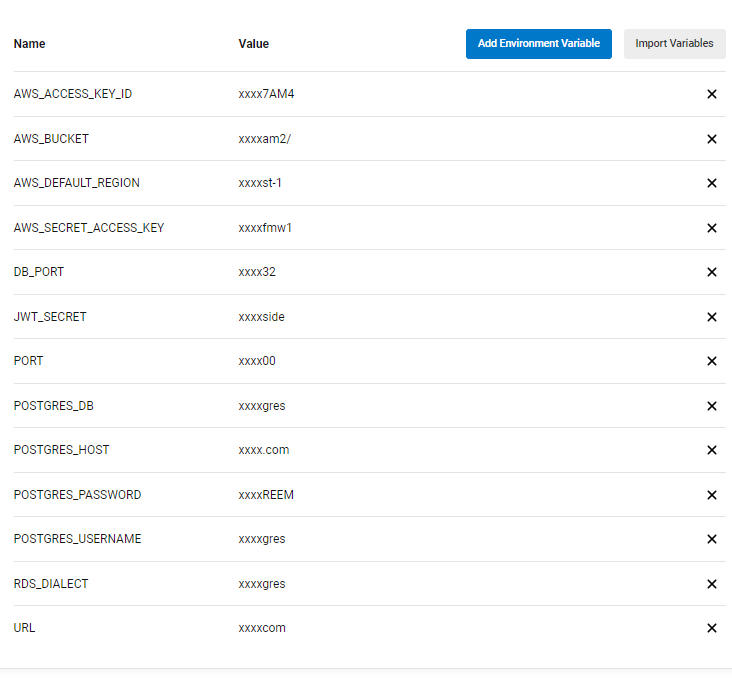 Name Value Add Environment Variable Import Variables
AWS_ACCESS_KEY_ID xxxx7AM4
AWS_BUCKET xxxxam2/
AWS_DEFAULT_REGION xxxxst-1
AWS_SECRET_ACCESS_KEY xxxxfmw1
DB_PORT xxxx32
JWT_SECRET xxxxside
PORT xxxx00
POSTGRES_DB xxxxgres
POSTGRES_HOST xxxx.com
POSTGRES_PASSWORD xxxxREEM
POSTGRES_USERNAME xxxxgres
RDS_DIALECT xxxxgres
URL xxxxcom